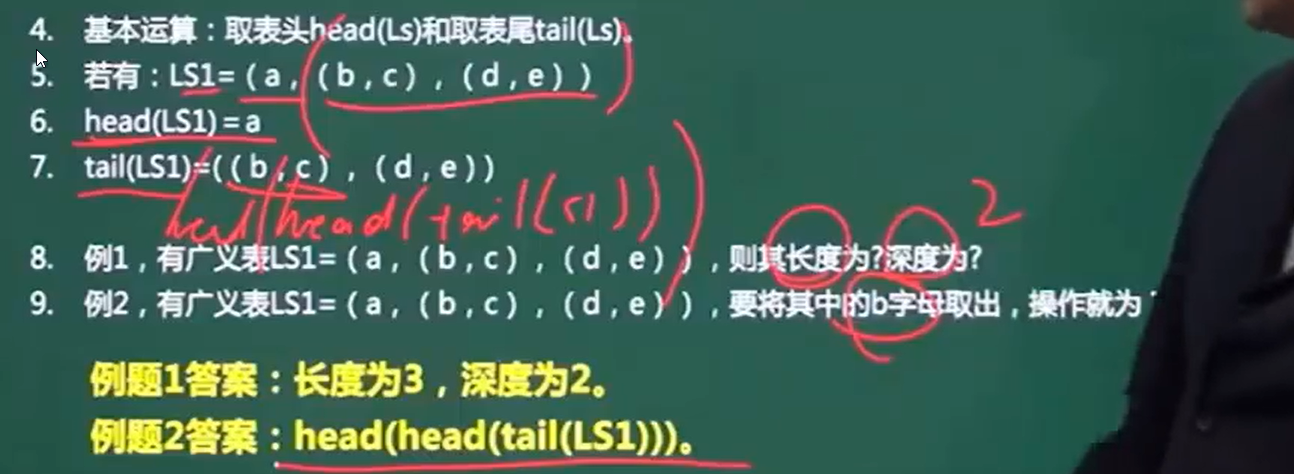 4. 基本运算：取表头head(Ls)和取表尾tail(Ls)。
5. 若有：LS1=（a，（b，c），（d，e））
6. head(LS1)=a
7. tail(LS1)=(（b，c），（d，e))
head(head(tail(s1)))
2
8. 例1，有广义表LS1=（a，（b，c），（d，e）），则其长度为?深度为?
9. 例2，有广义表LS1=（a，（b，c），（d，e）），要将其中的b字母取出，操作就为
例题1答案：长度为3，深度为2。
例题2答案：head(head(tail(LS1)))。